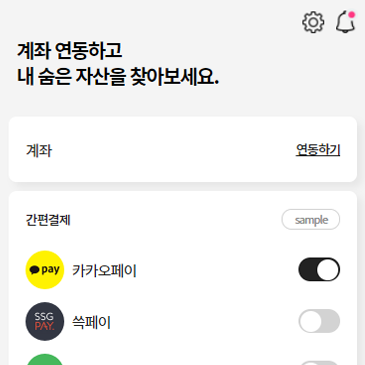 계좌 연동하고
내 숨은 자산을 찾아보세요.
계좌 연동하기
간편결제 sample
pay 카카오페이
SSG
PAY. 쓱페이